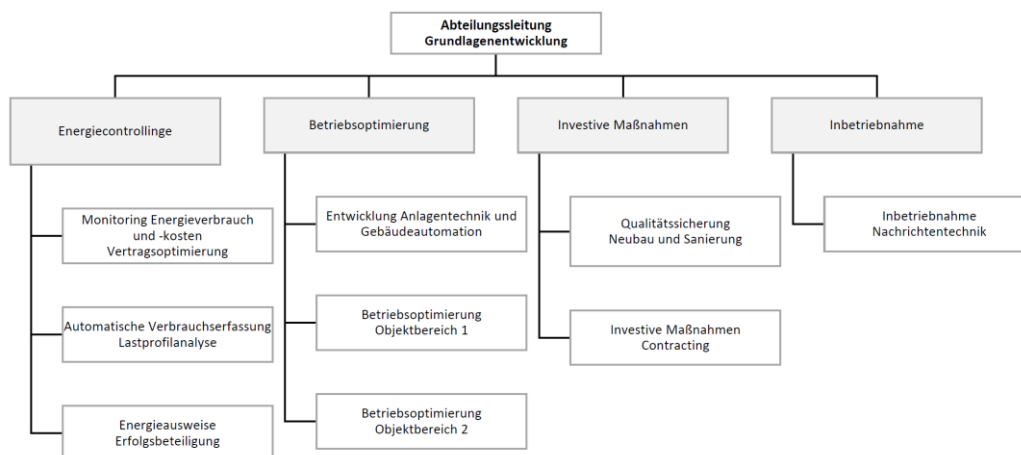 Abteilungssleitung
Grundlagenentwicklung
Energiecontrollinge
Betriebsoptimierung
Investive Maßnahmen
Inbetriebnahme
Monitoring Energieverbrauch
und -kosten
Vertragsoptimierung
Entwicklung Anlagentechnik und
Gebäudeautomation
Qualitätssicherung
Neubau und Sanierung
Inbetriebnahme
Nachrichtentechnik
Automatische Verbrauchserfassung
Lastprofilanalyse
Betriebsoptimierung
Objektbereich 1
Investive Maßnahmen
Contracting
Energieausweise
Erfolgsbeteiligung
Betriebsoptimierung
Objektbereich 2